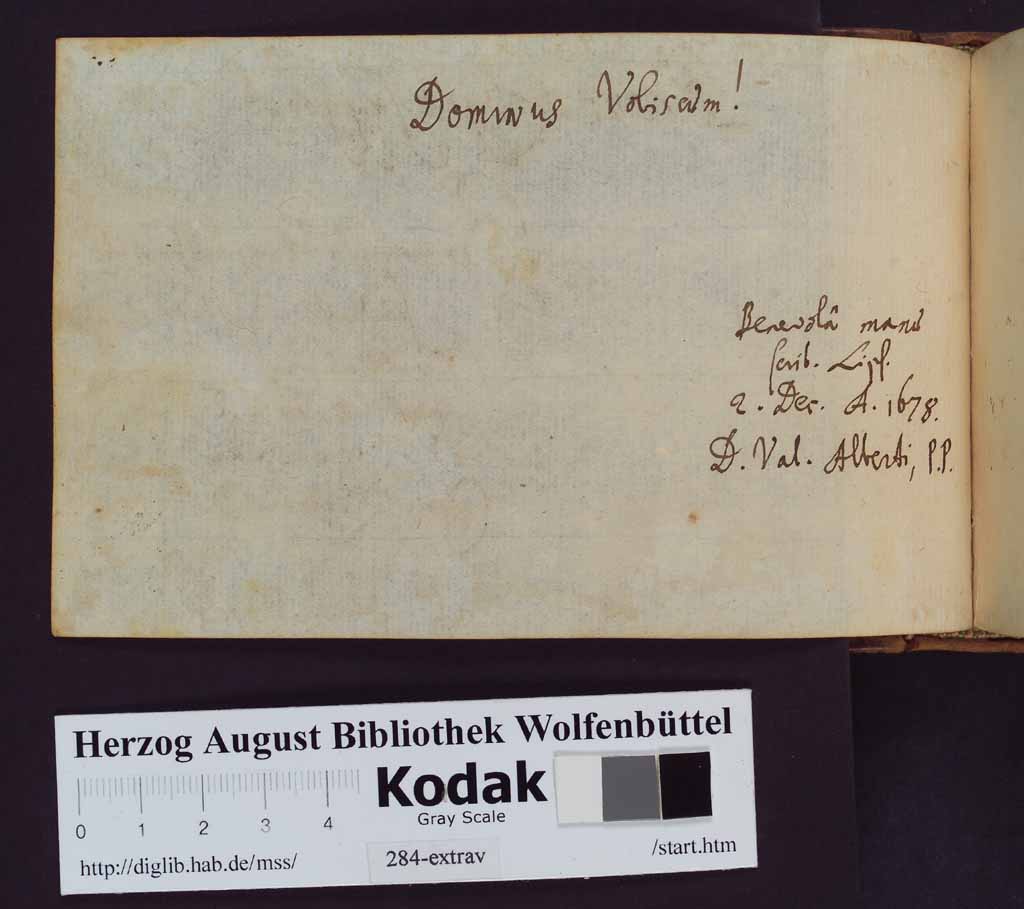 Dominus Vobiscum!
Benevolâ manu
scrib. Lips.
2. Dec. A. 1678.
D. Val. Alberti, P.P.
Herzog August Bibliothek Wolfenbüttel
Kodak
Gray Scale
0 1 2 3 4
http://diglib.hab.de/mss/
284-extrav
/start.htm